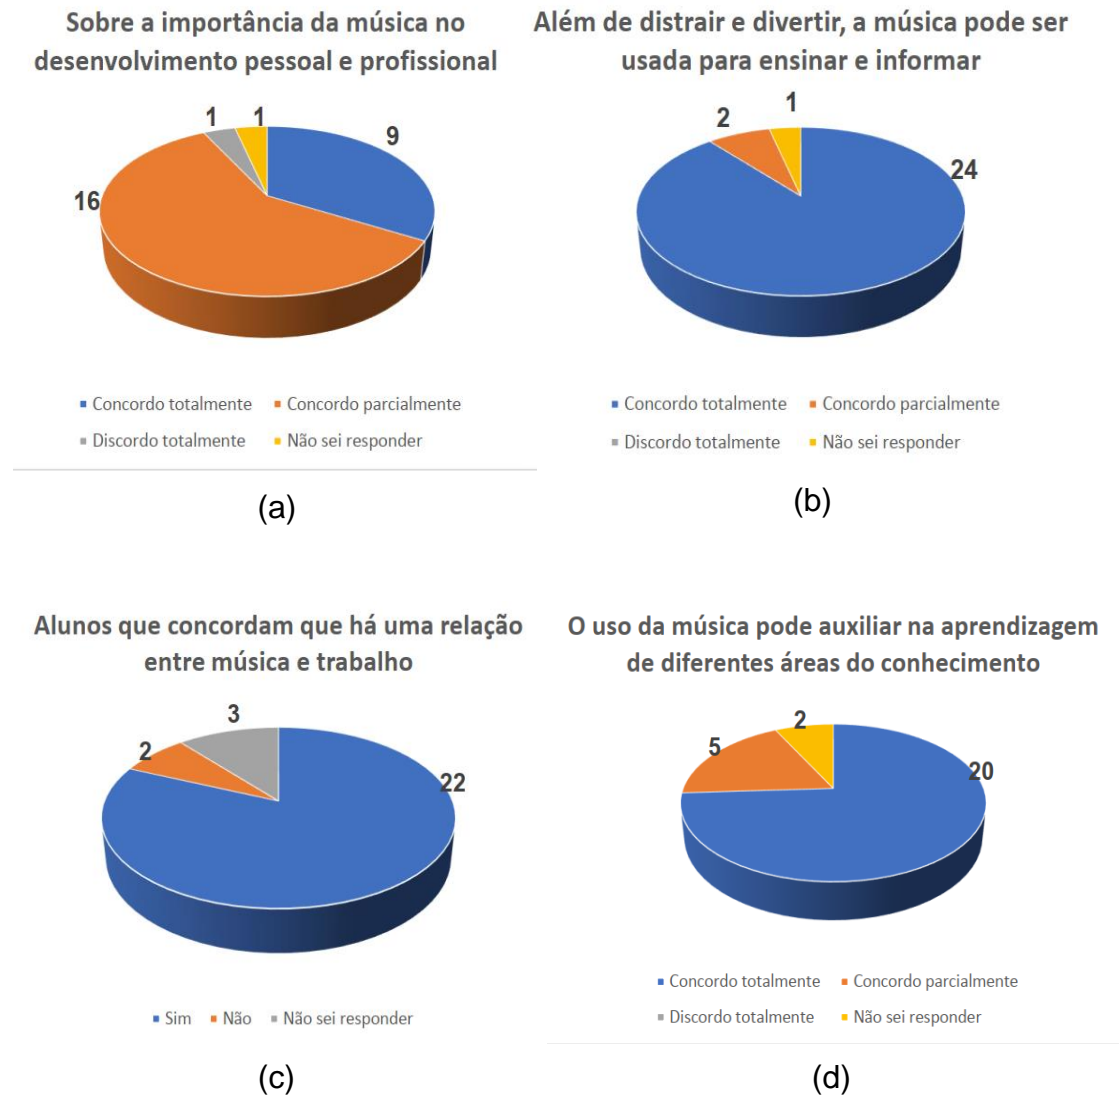 Sobre a importância da música no
desenvolvimento pessoal e profissional
1
1
9
16
Concordo totalmente
Concordo parcialmente
Discordo totalmente
Não sei responder
(a)
Além de distrair e divertir, a música pode ser
usada para ensinar e informar
1
2
24
Concordo totalmente
Concordo parcialmente
Discordo totalmente
Não sei responder
(b)
Alunos que concordam que há uma relação
entre música e trabalho
3
2
22
Sim
Não
Não sei responder
(c)
O uso da música pode auxiliar na aprendizagem
de diferentes áreas do conhecimento
2
5
20
Concordo totalmente
Concordo parcialmente
Discordo totalmente
Não sei responder
(d)